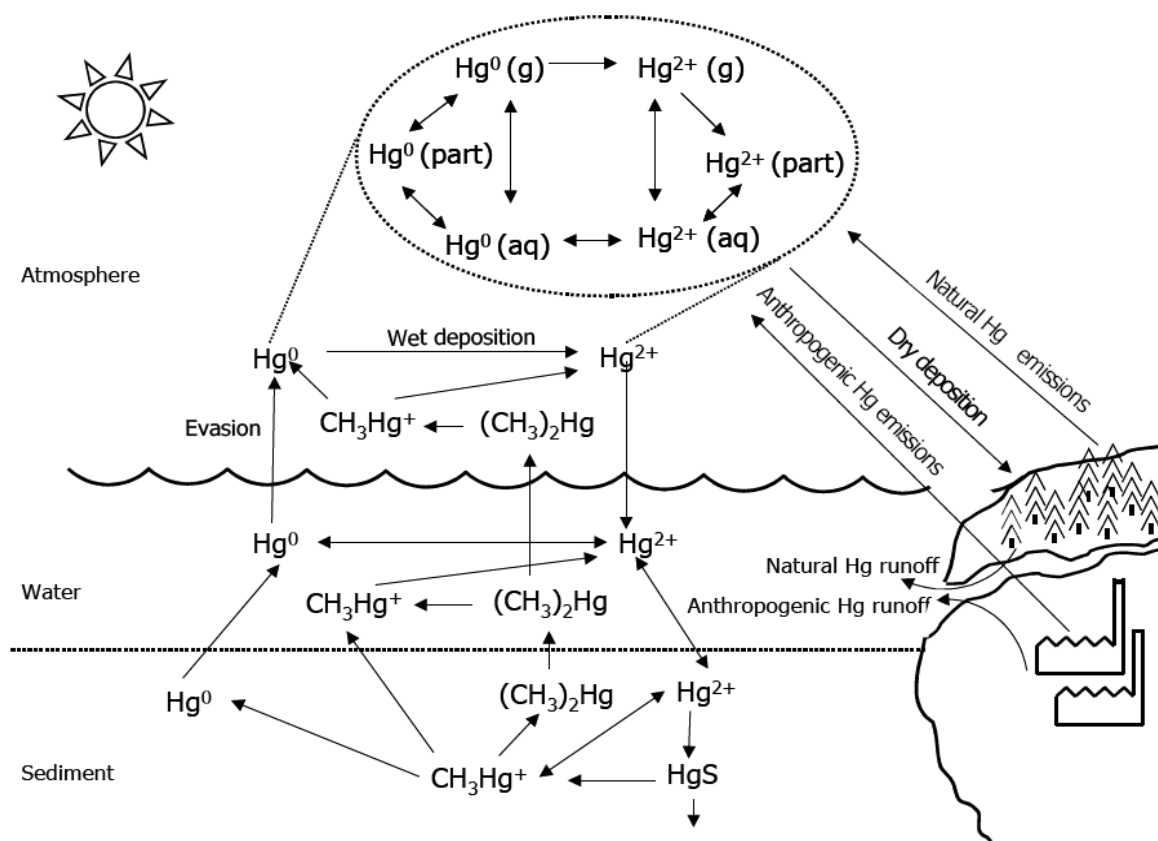 Hg⁰ (g)
Hg²⁺ (g)
Hg⁰ (part)
Hg²⁺ (part)
Hg⁰ (aq)
Hg²⁺ (aq)
Atmosphere
Natural Hg emissions
Anthropogenic Hg emissions
Dry deposition
Wet deposition
Hg⁰
Hg²⁺
CH₃Hg⁺
(CH₃)₂Hg
Evasion
Hg⁰
Hg²⁺
Natural Hg runoff
Water
CH₃Hg⁺
(CH₃)₂Hg
Anthropogenic Hg runoff
Hg⁰
(CH₃)₂Hg
Hg²⁺
Sediment
CH₃Hg⁺
HgS